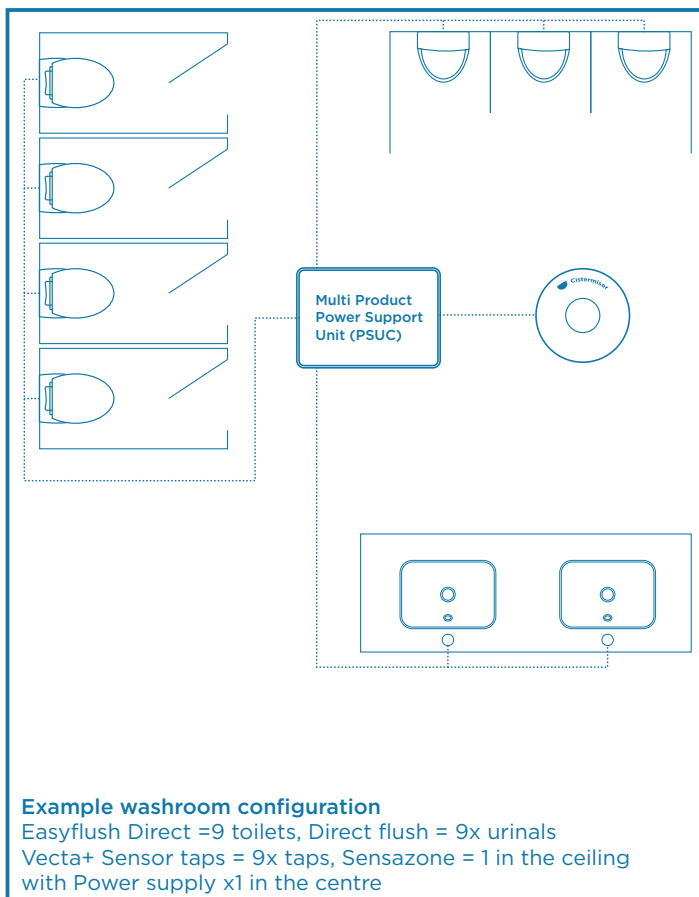 Cistermiser
Multi Product
Power Support
Unit (PSUC)
Example washroom configuration
Easyflush Direct =9 toilets, Direct flush = 9x urinals
Vecta+ Sensor taps = 9x taps, Sensazone = 1 in the ceiling
with Power supply x1 in the centre